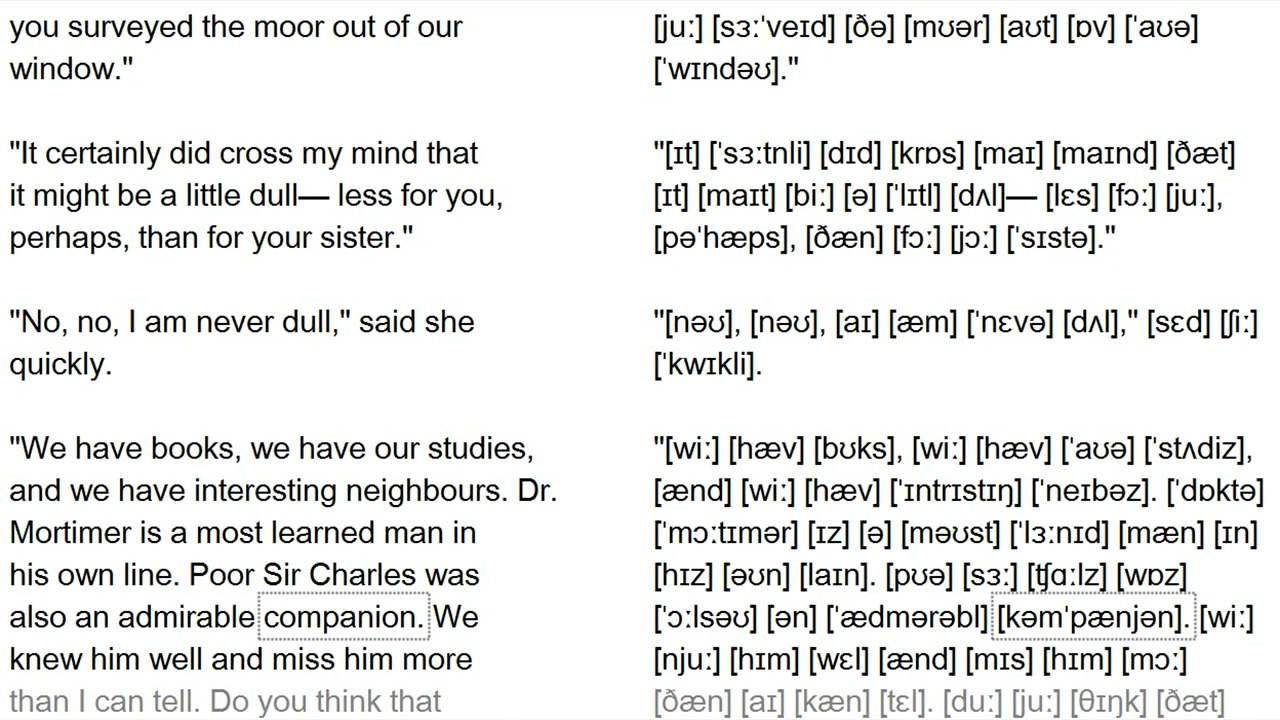 you surveyed the moor out of our
window."
"It certainly did cross my mind that
it might be a little dull— less for you,
perhaps, than for your sister."
"No, no, I am never dull," said she
quickly.
"We have books, we have our studies,
and we have interesting neighbours. Dr.
Mortimer is a most learned man in
his own line. Poor Sir Charles was
also an admirable companion. We
knew him well and miss him more
than I can tell. Do you think that
[juː] [sɜːˈveɪd] [ðə] [mʊər] [aʊt] [ɒv] [ˈaʊə]
[ˈwɪndəʊ]."
"[ɪt] [ˈsɜːtnli] [dɪd] [krɒs] [maɪ] [maɪnd] [ðæt]
[ɪt] [maɪt] [biː] [ə] [ˈlɪtl] [dʌl]— [lɛs] [fɔː] [juː],
[pəˈhæps], [ðæn] [fɔː] [jɔː] [ˈsɪstə]."
"[nəʊ], [nəʊ], [aɪ] [æm] [ˈnɛvə] [dʌl]," [sɛd] [ʃiː]
[ˈkwɪkli].
"[wiː] [hæv] [bʊks], [wiː] [hæv] [ˈaʊə] [ˈstʌdiz],
[ænd] [wiː] [hæv] [ˈɪntrɪstɪŋ] [ˈneɪbəz]. [ˈdɒktə]
[ˈmɔːtɪmər] [ɪz] [ə] [məʊst] [ˈlɜːnɪd] [mæn] [ɪn]
[hɪz] [əʊn] [laɪn]. [pʊə] [sɜː] [ʧɑːlz] [wɒz]
[ˈɔːlsəʊ] [ən] [ˈædmərəbl] [kəmˈpænjən]. [wiː]
[njuː] [hɪm] [wɛl] [ænd] [mɪs] [hɪm] [mɔː]
[ðæn] [aɪ] [kæn] [tɛl]. [duː] [juː] [θɪŋk] [ðæt]